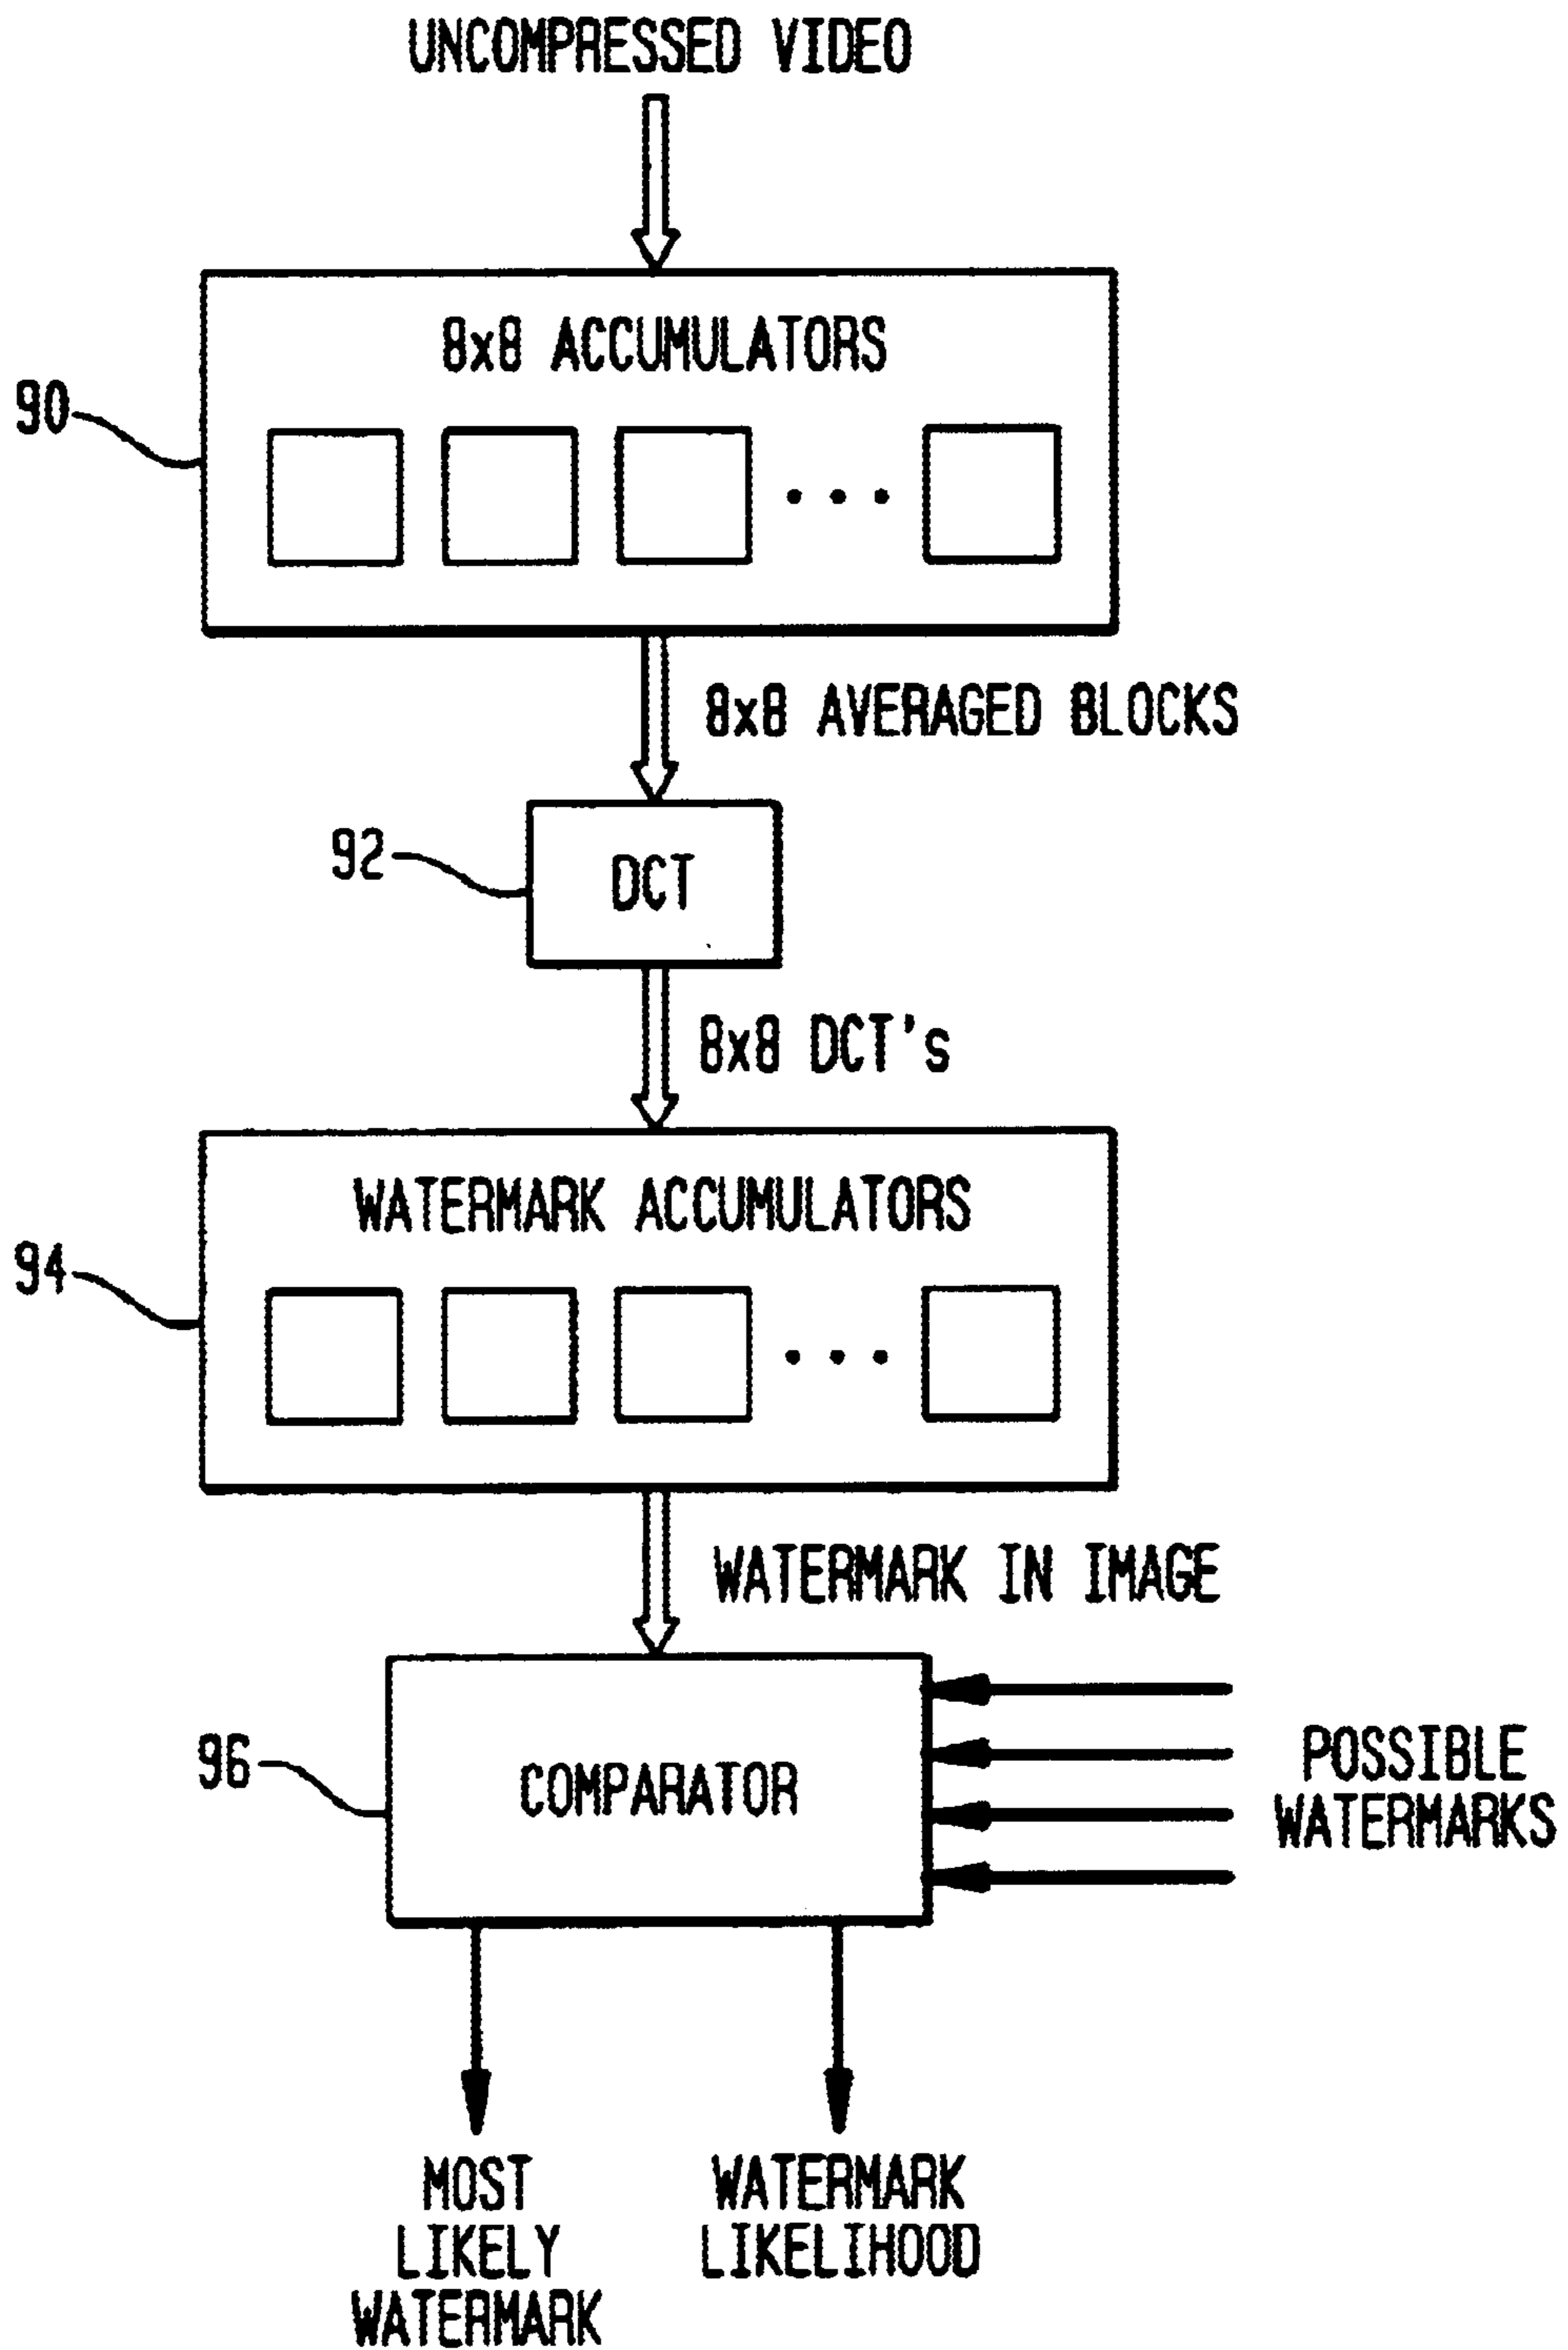 UNCOMPRESSED VIDEO
8x8 ACCUMULATORS
90
8x8 AVERAGED BLOCKS
92
DCT
8x8 DCT's
WATERMARK ACCUMULATORS
94
WATERMARK IN IMAGE
96
COMPARATOR
POSSIBLE
WATERMARKS
MOST
LIKELY
WATERMARK
WATERMARK
LIKELIHOOD